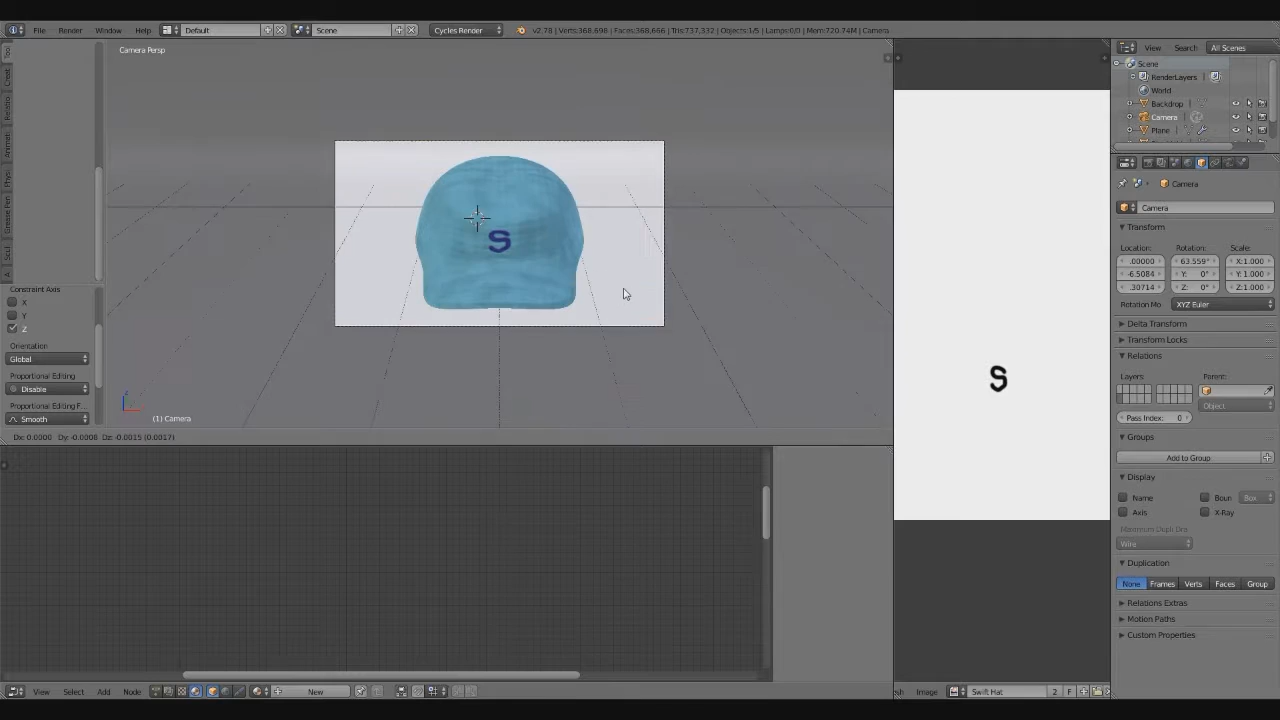 File Render Window Help Default Scene Cycles Render v2.78 | Verts:368,698 | Faces:368,666 | Tris:737,332 | Objects:1/5 | Lamps:0/0 | Mem:720.74M | Camera
Camera Persp
View Search All Scenes
Scene
RenderLayers
World
Backdrop
Camera
Plane
Camera
Camera
Transform
Location: Rotation: Scale:
.00000 63.559° X:1.000
-6.5084 Y: 0° Y:1.000
.30714 Z: 0° Z:1.000
Rotation Mo XYZ Euler
Delta Transform
Transform Locks
Relations
Layers: Parent:
Object
Pass Index: 0
Groups
Add to Group
Display
Name Boun Box
Axis X-Ray
Wire
Duplication
None Frames Verts Faces Group
Relations Extras
Motion Paths
Custom Properties
Constraint Axis
X
Y
Z
Orientation
Global
Proportional Editing
Disable
Proportional Editing F...
Smooth
S
S
(1) Camera
Dx: 0.0000 Dy: -0.0008 Dz: -0.0015 (0.0017)
View Select Add Node New
Image Swift Hat 2 F